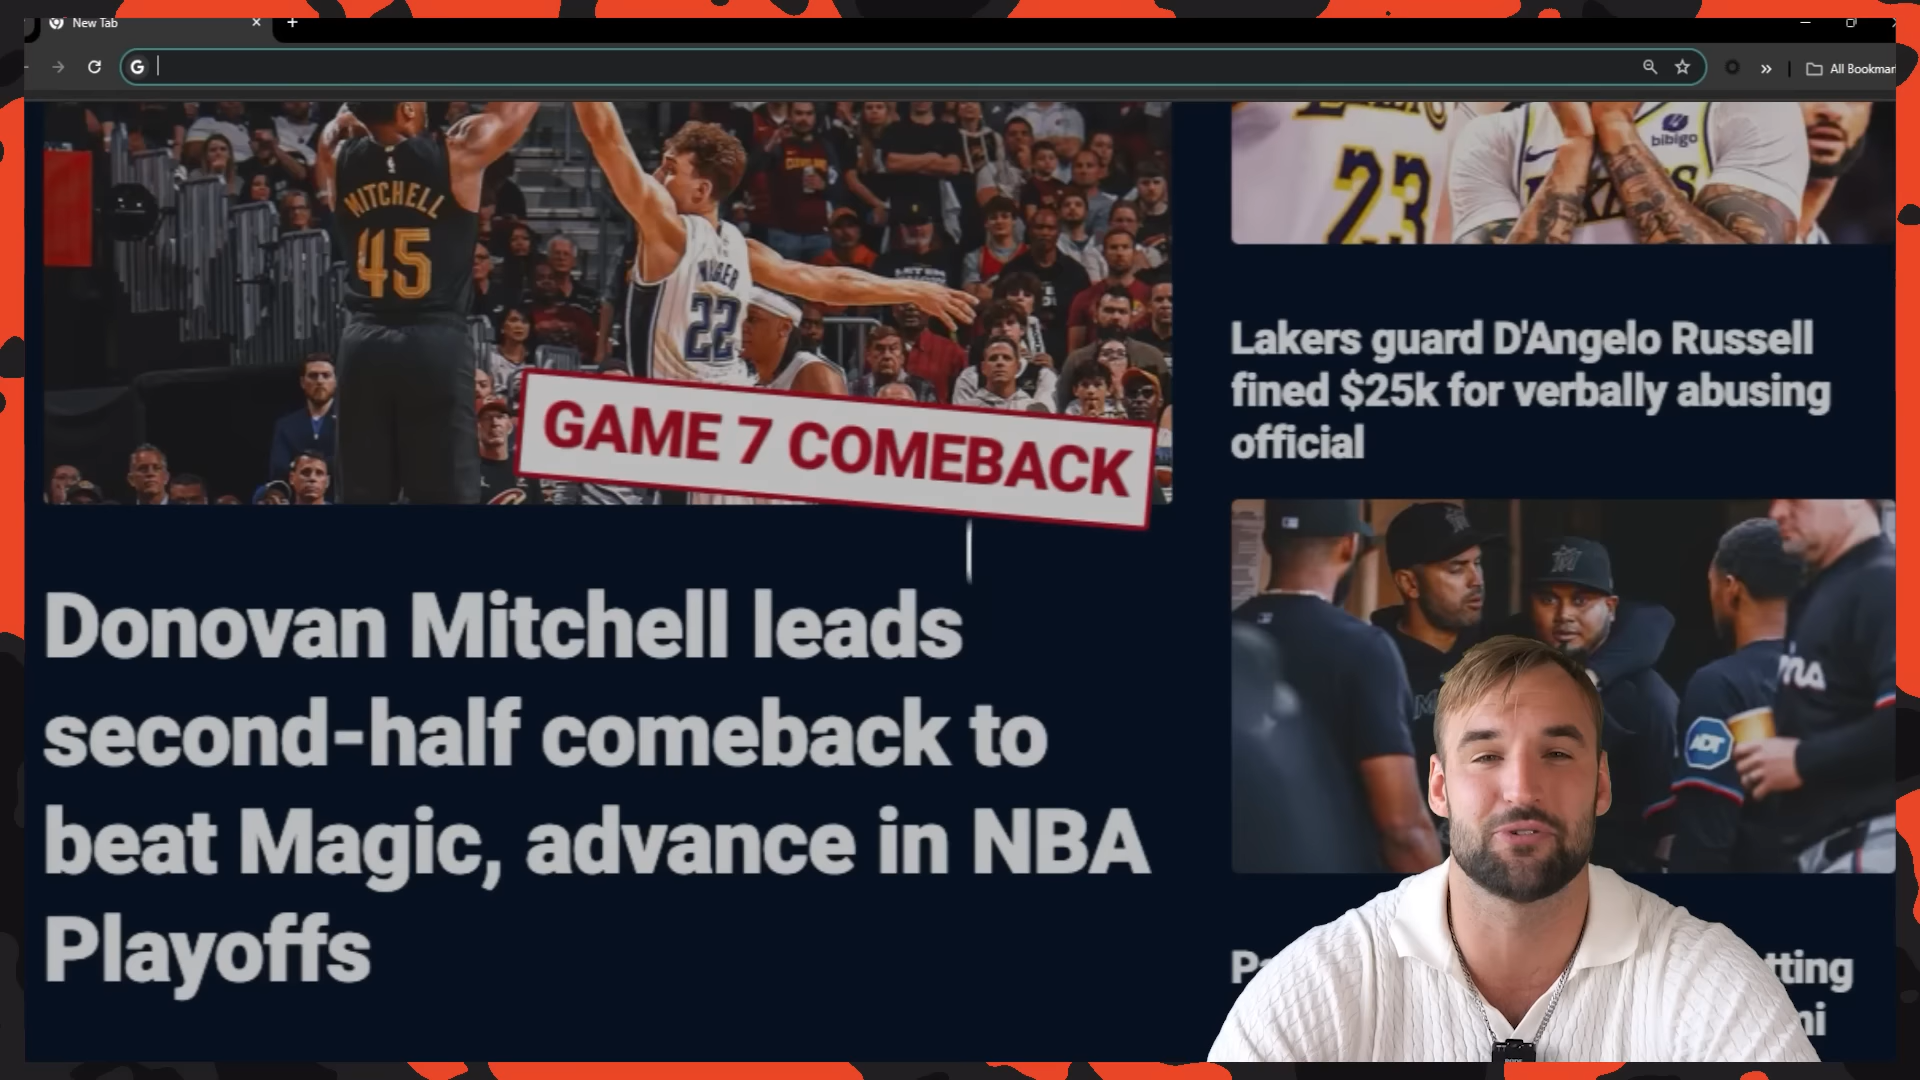 New Tab
All Bookmar
MITCHELL
45
22
GAME 7 COMEBACK
Donovan Mitchell leads
second-half comeback to
beat Magic, advance in NBA
Playoffs
23
bibigo
Lakers guard D'Angelo Russell
fined $25k for verbally abusing
official
ADT